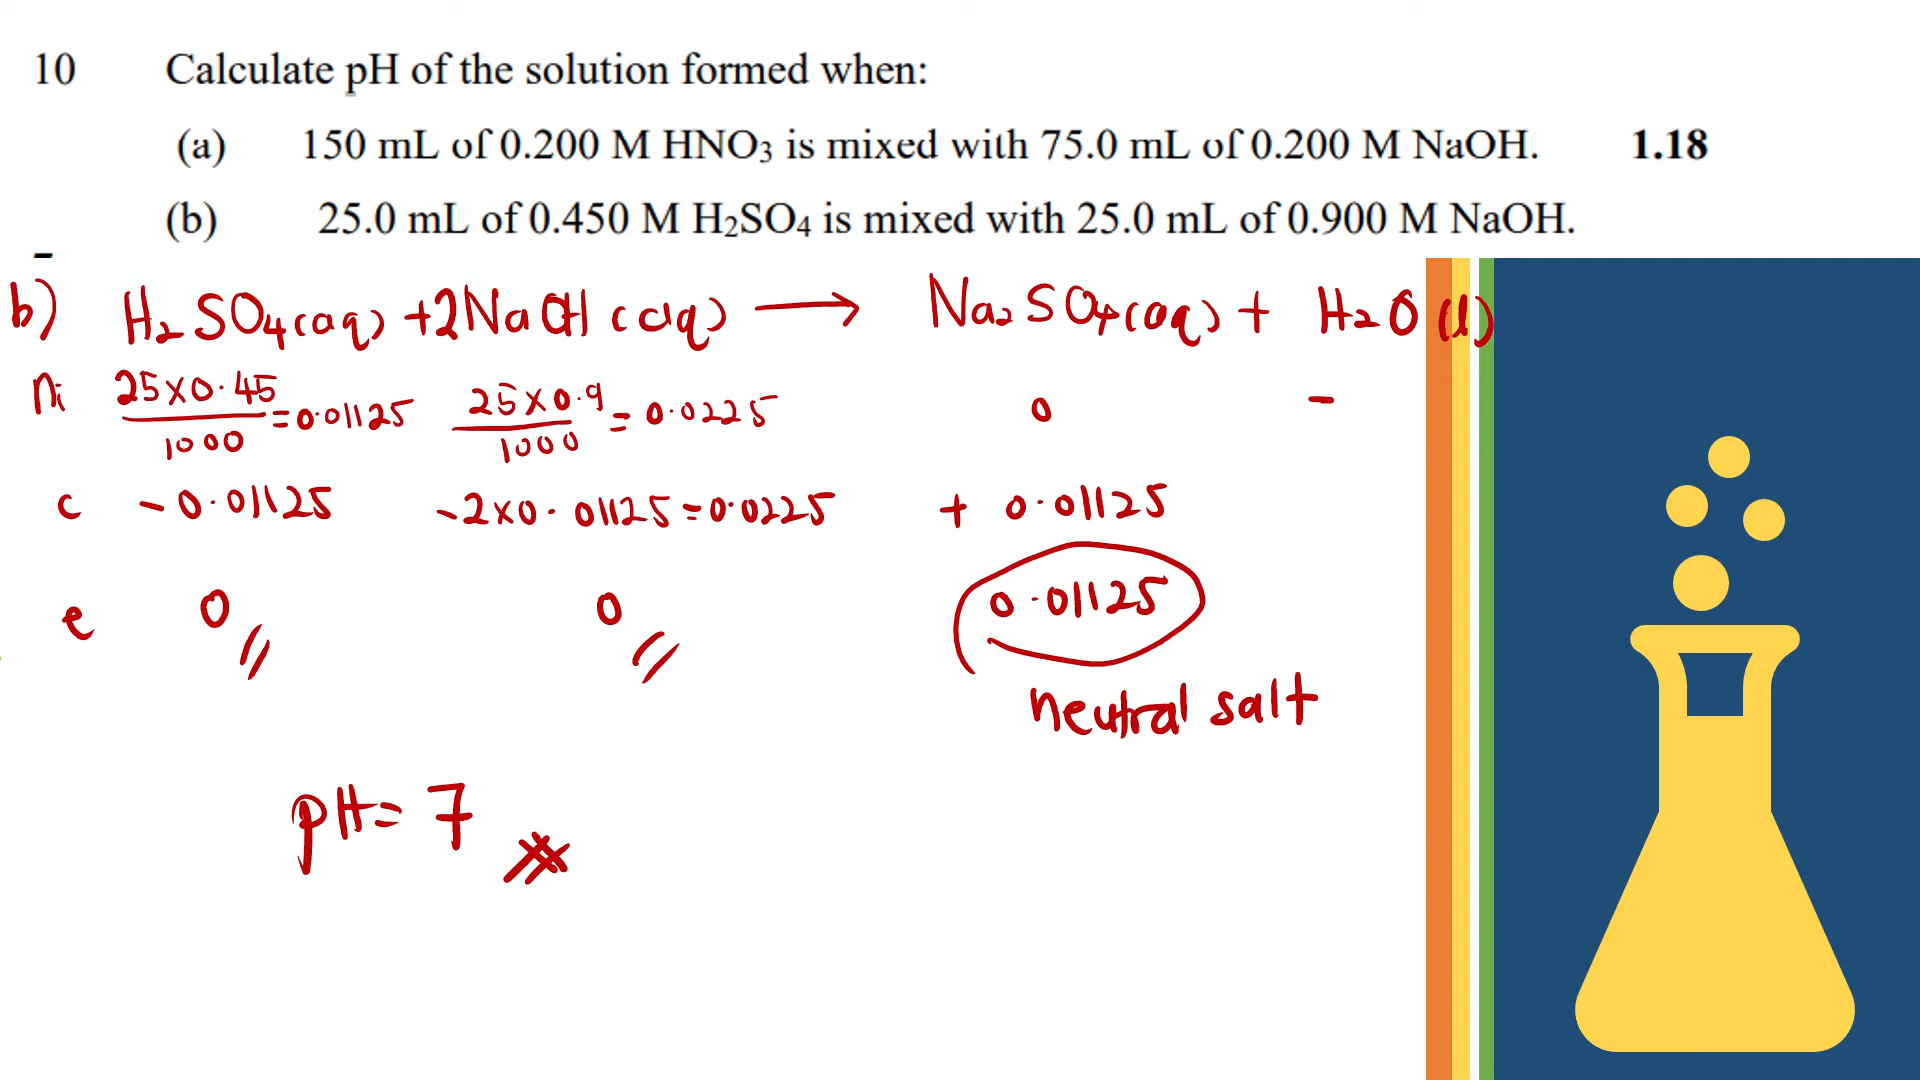 10 Calculate pH of the solution formed when:
(a) 150 mL of 0.200 M HNO3 is mixed with 75.0 mL of 0.200 M NaOH. 1.18
(b) 25.0 mL of 0.450 M H2SO4 is mixed with 25.0 mL of 0.900 M NaOH.
b) H2SO4(aq) + 2NaOH(aq) ⟶ Na2SO4(aq) + H2O(l)
ni 25×0.45/1000 = 0.01125 25×0.9/1000 = 0.0225 0 -
c -0.01125 -2×0.01125=0.0225 + 0.01125
e 0 0 0.01125
neutral salt
pH= 7